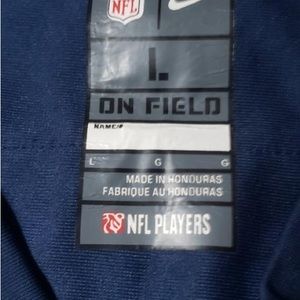 NFL
L
ON FIELD
NAME/#
L G G
MADE IN HONDURAS
FABRIQUE AU HONDURAS
NFL PLAYERS